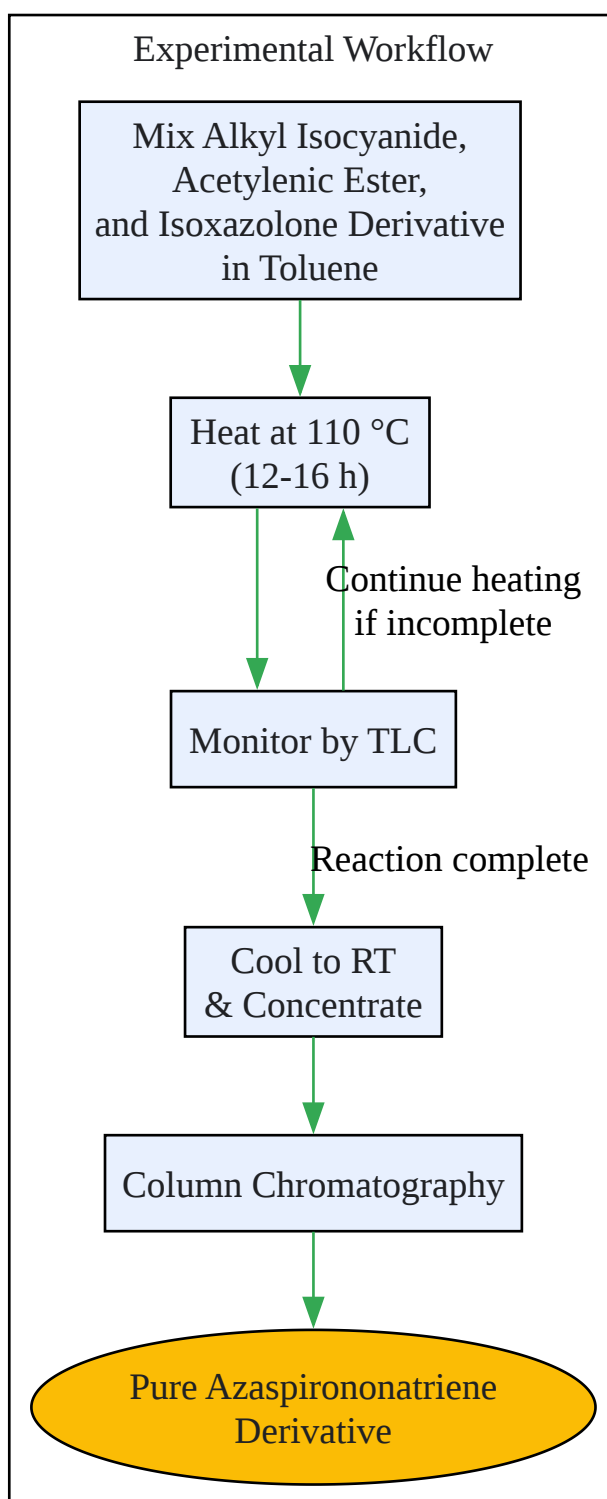 Experimental Workflow
Mix Alkyl Isocyanide,
Acetylenic Ester,
and Isoxazolone Derivative
in Toluene
Heat at 110 °C
(12-16 h)
Continue heating
if incomplete
Monitor by TLC
Reaction complete
Cool to RT
& Concentrate
Column Chromatography
Pure Azaspirononatriene
Derivative